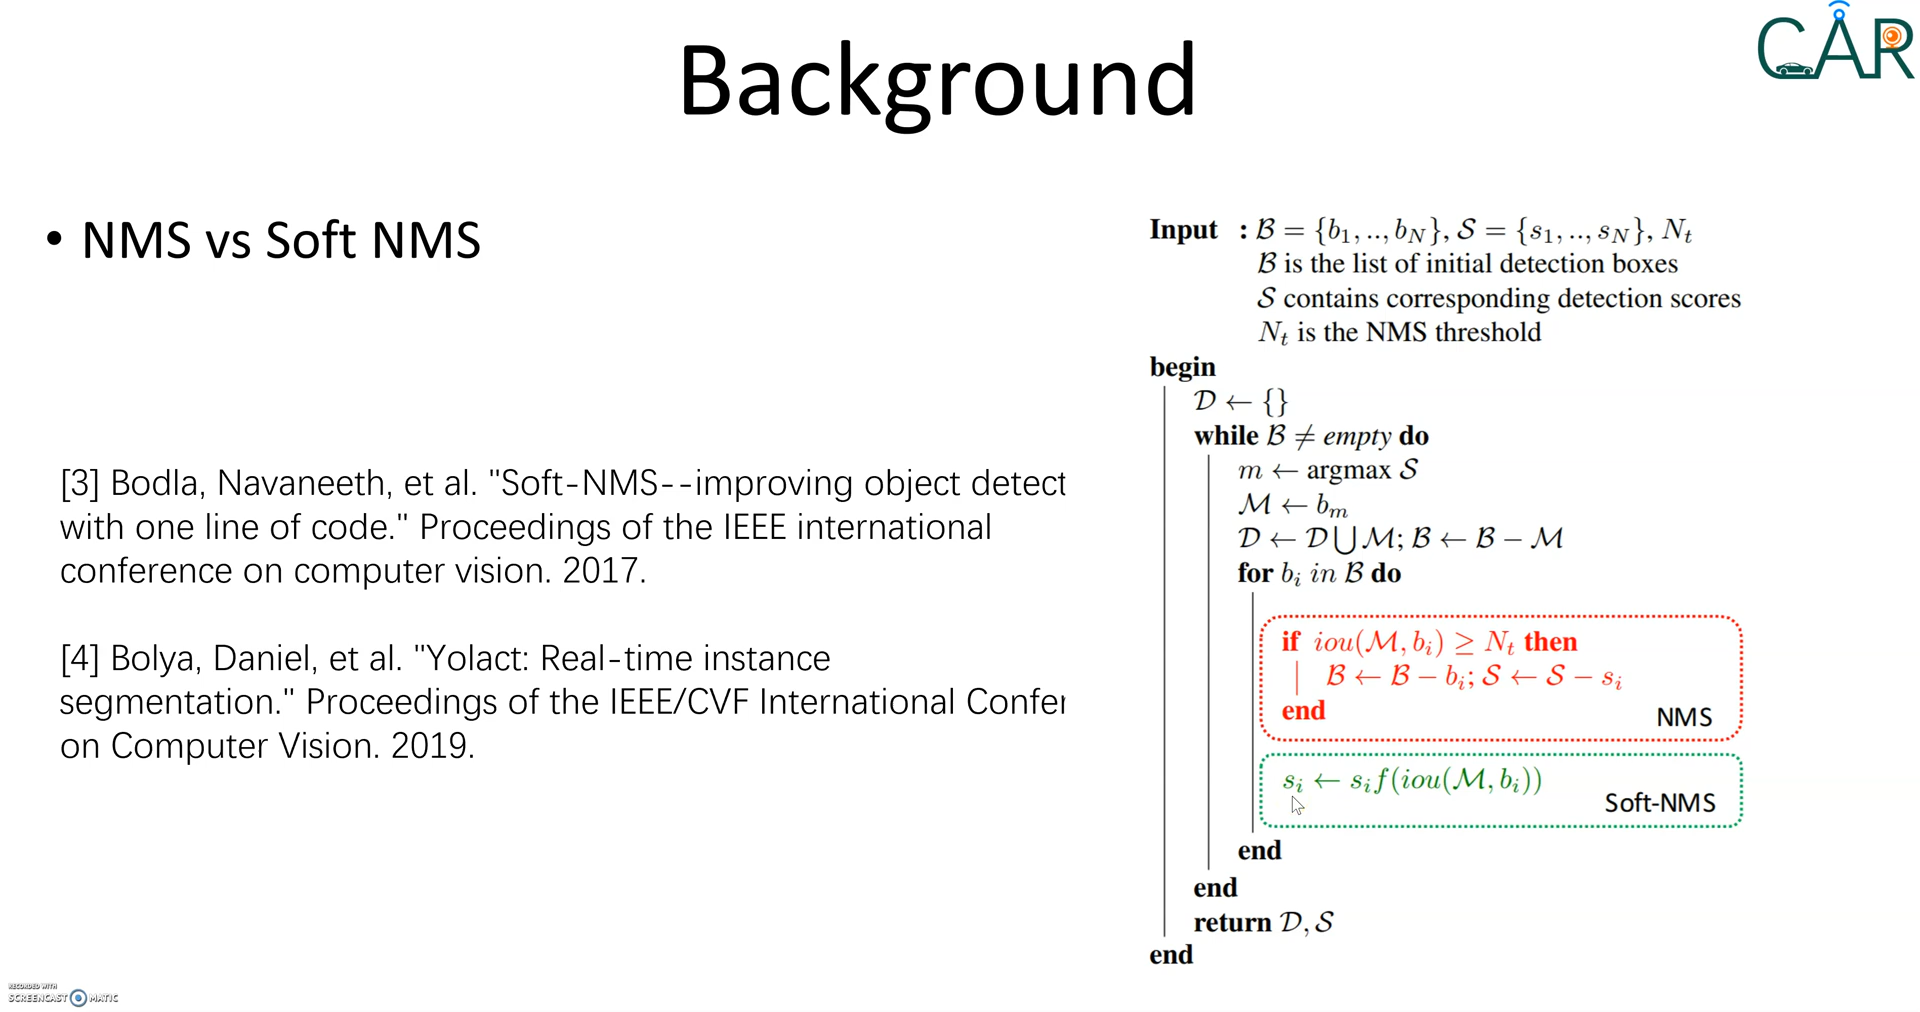 Background
CAR
• NMS vs Soft NMS
[3] Bodla, Navaneeth, et al. "Soft-NMS--improving object detect
with one line of code." Proceedings of the IEEE international
conference on computer vision. 2017.
[4] Bolya, Daniel, et al. "Yolact: Real-time instance
segmentation." Proceedings of the IEEE/CVF International Confer
on Computer Vision. 2019.
Input : ℬ = {b₁, .., b_N}, 𝒮 = {s₁, .., s_N}, N_t
ℬ is the list of initial detection boxes
𝒮 contains corresponding detection scores
N_t is the NMS threshold
begin
𝒟 ← {}
while ℬ ≠ empty do
m ← argmax 𝒮
ℳ ← b_m
𝒟 ← 𝒟 ⋃ ℳ; ℬ ← ℬ − ℳ
for b_i in ℬ do
if iou(ℳ, b_i) ≥ N_t then
ℬ ← ℬ − b_i; 𝒮 ← 𝒮 − s_i
end
NMS
s_i ← s_i f(iou(ℳ, b_i))
Soft-NMS
end
end
return 𝒟, 𝒮
end
RECORDED WITH
SCREENCAST MATIC